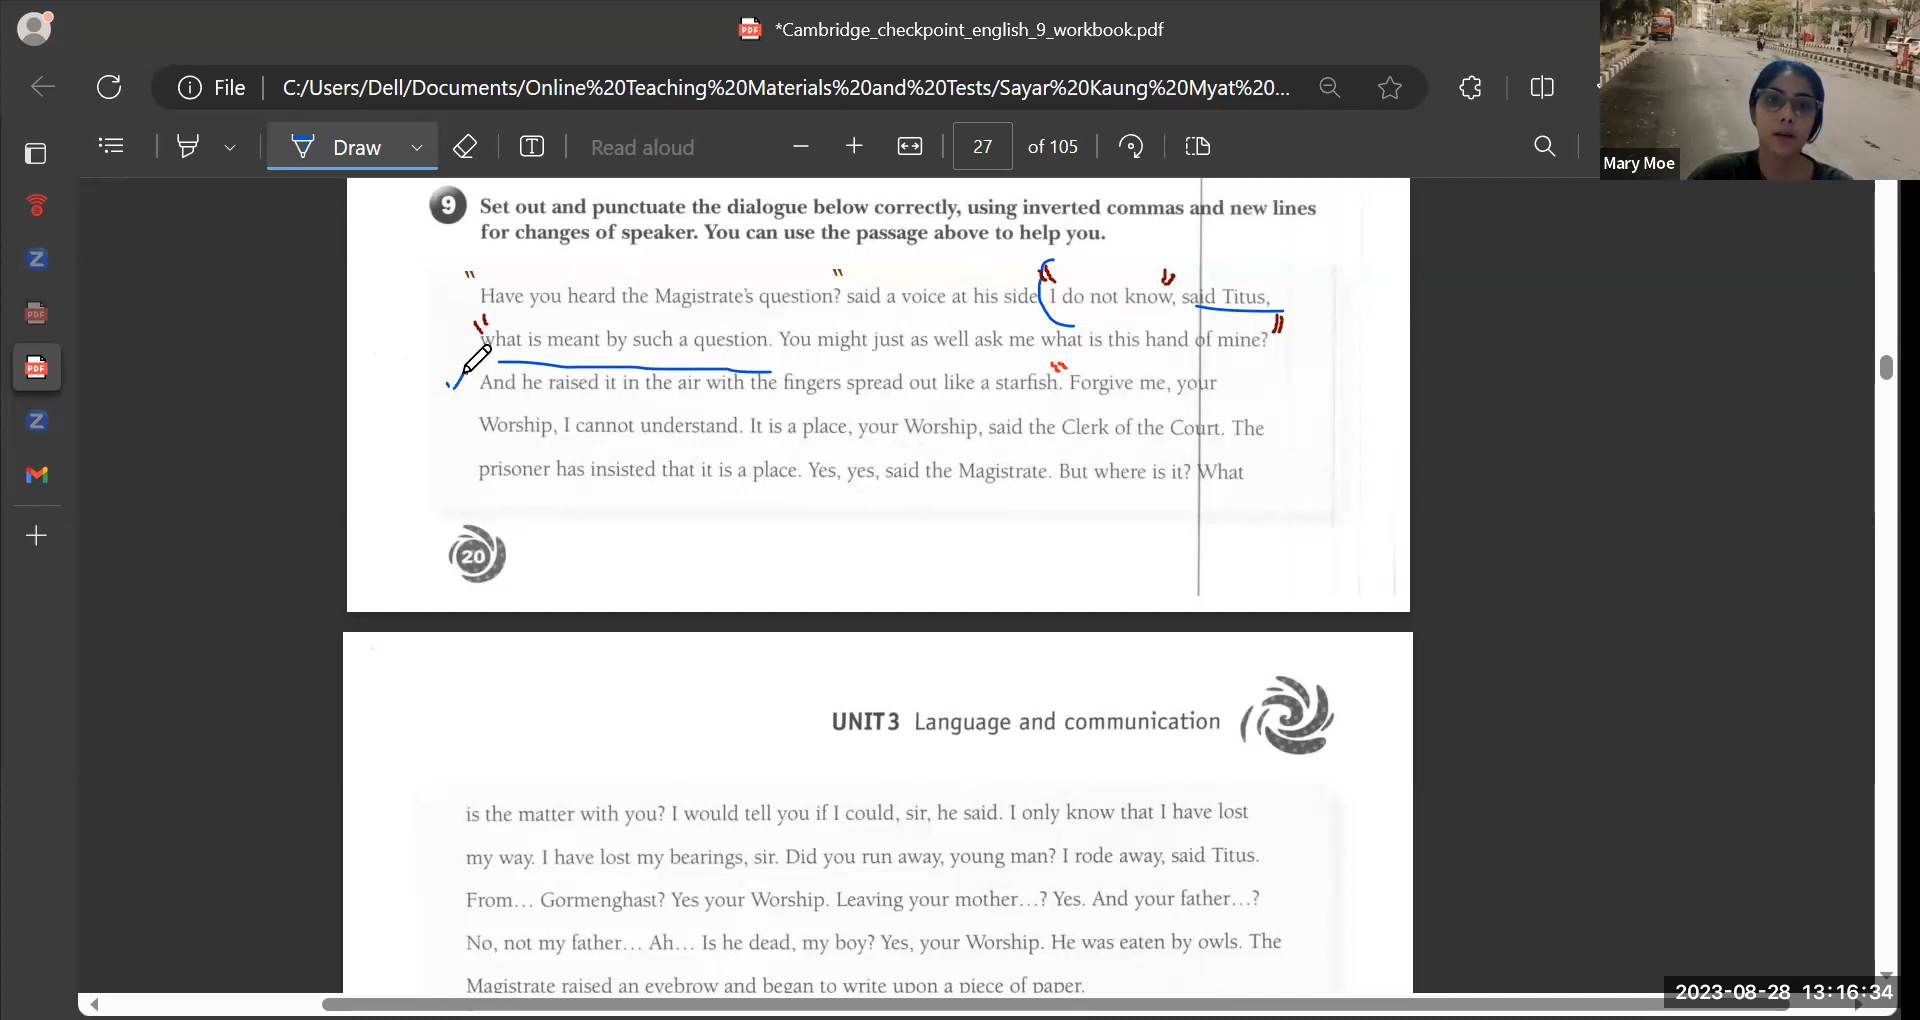 *Cambridge_checkpoint_english_9_workbook.pdf
File
C:/Users/Dell/Documents/Online%20Teaching%20Materials%20and%20Tests/Sayar%20Kaung%20Myat%20...
Draw
Read aloud
27
of 105
Mary Moe
9 Set out and punctuate the dialogue below correctly, using inverted commas and new lines
for changes of speaker. You can use the passage above to help you.
Have you heard the Magistrate's question? said a voice at his side. I do not know, said Titus,
what is meant by such a question. You might just as well ask me what is this hand of mine?
And he raised it in the air with the fingers spread out like a starfish. Forgive me, your
Worship, I cannot understand. It is a place, your Worship, said the Clerk of the Court. The
prisoner has insisted that it is a place. Yes, yes, said the Magistrate. But where is it? What
20
UNIT 3 Language and communication
is the matter with you? I would tell you if I could, sir, he said. I only know that I have lost
my way. I have lost my bearings, sir. Did you run away, young man? I rode away, said Titus.
From... Gormenghast? Yes your Worship. Leaving your mother...? Yes. And your father...?
No, not my father... Ah... Is he dead, my boy? Yes, your Worship. He was eaten by owls. The
Magistrate raised an eyebrow and began to write upon a piece of paper.
2023-08-28 13:16:34